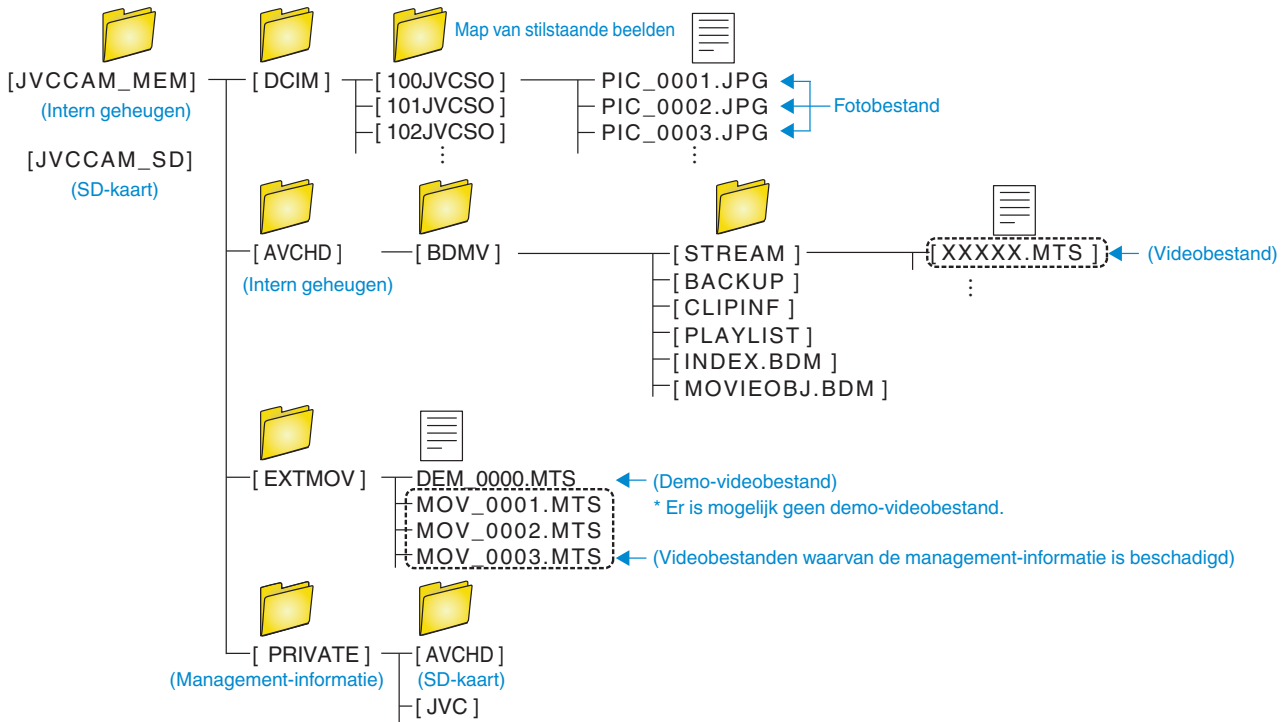 Map van stilstaande beelden
[JVCCAM_MEM]
(Intern geheugen)
[JVCCAM_SD]
(SD-kaart)
[DCIM]
[100JVCSO]
[101JVCSO]
[102JVCSO]
PIC_0001.JPG
PIC_0002.JPG
PIC_0003.JPG
Fotobestand
[AVCHD]
(Intern geheugen)
[BDMV]
[STREAM]
[BACKUP]
[CLIPINF]
[PLAYLIST]
[INDEX.BDM]
[MOVIEOBJ.BDM]
[XXXXX.MTS]
(Videobestand)
[EXTMOV]
DEM_0000.MTS
(Demo-videobestand)
* Er is mogelijk geen demo-videobestand.
MOV_0001.MTS
MOV_0002.MTS
MOV_0003.MTS
(Videobestanden waarvan de management-informatie is beschadigd)
[PRIVATE]
(Management-informatie)
[AVCHD]
(SD-kaart)
[JVC]